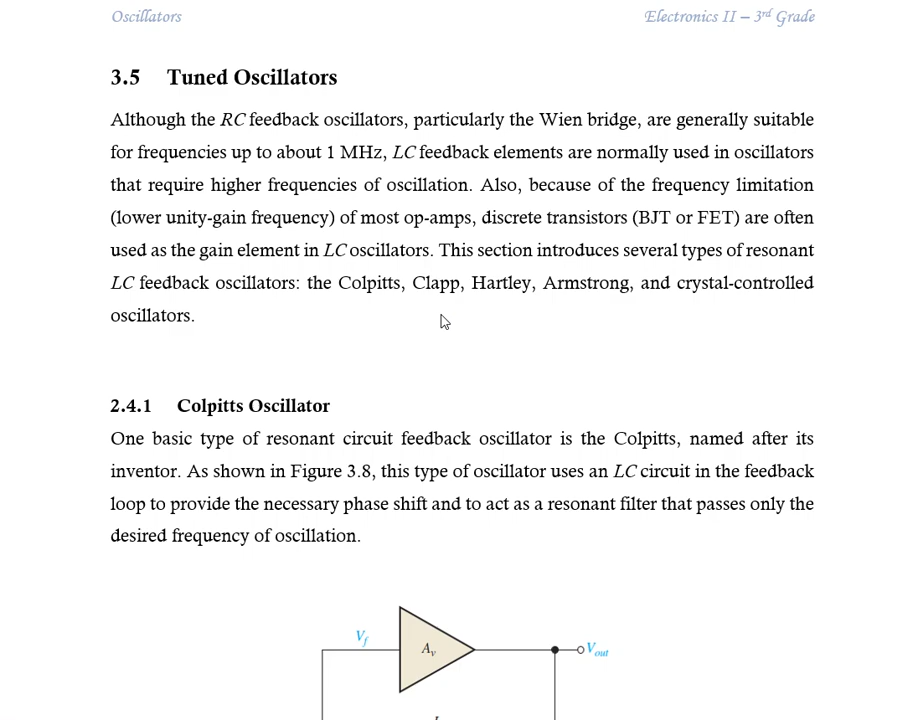 Oscillators Electronics II – 3rd Grade
3.5 Tuned Oscillators
Although the RC feedback oscillators, particularly the Wien bridge, are generally suitable
for frequencies up to about 1 MHz, LC feedback elements are normally used in oscillators
that require higher frequencies of oscillation. Also, because of the frequency limitation
(lower unity-gain frequency) of most op-amps, discrete transistors (BJT or FET) are often
used as the gain element in LC oscillators. This section introduces several types of resonant
LC feedback oscillators: the Colpitts, Clapp, Hartley, Armstrong, and crystal-controlled
oscillators.
2.4.1 Colpitts Oscillator
One basic type of resonant circuit feedback oscillator is the Colpitts, named after its
inventor. As shown in Figure 3.8, this type of oscillator uses an LC circuit in the feedback
loop to provide the necessary phase shift and to act as a resonant filter that passes only the
desired frequency of oscillation.
Vf
Av
Vout